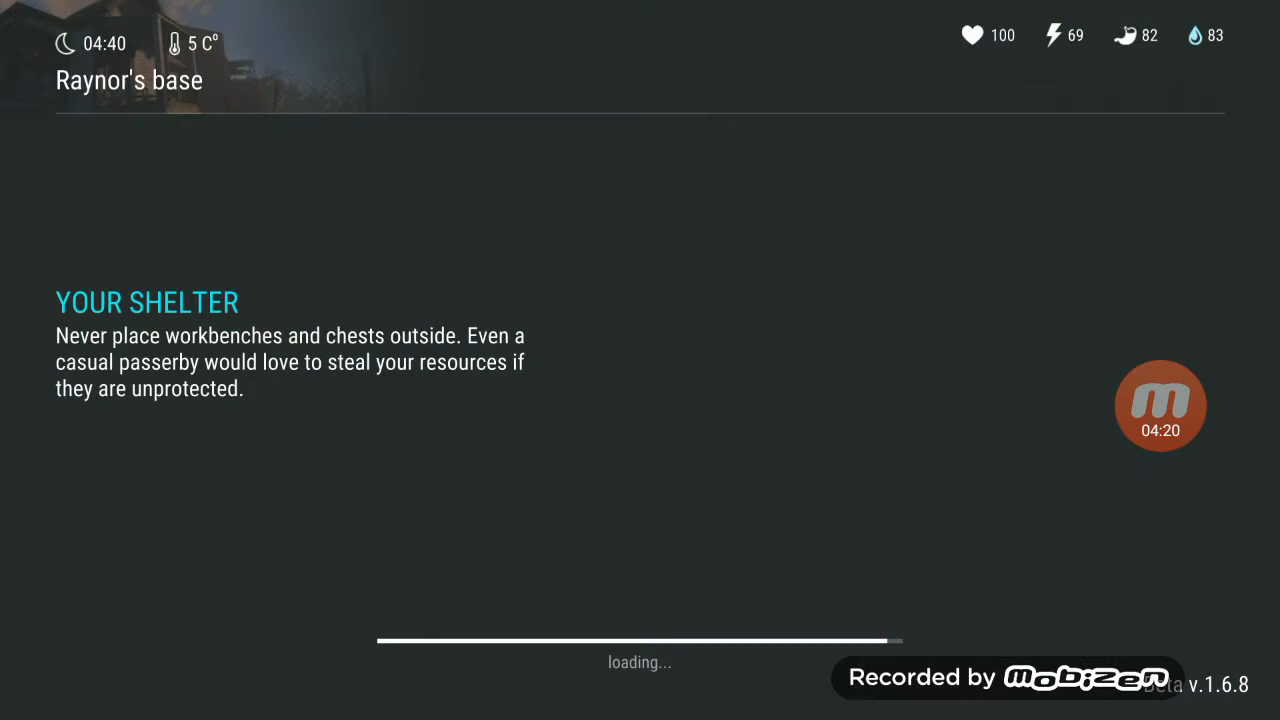 04:40 5 Cº
100 69 82 83
Raynor's base
YOUR SHELTER
Never place workbenches and chests outside. Even a
casual passerby would love to steal your resources if
they are unprotected.
m
04:20
loading...
Recorded by mobizen
Beta v.1.6.8